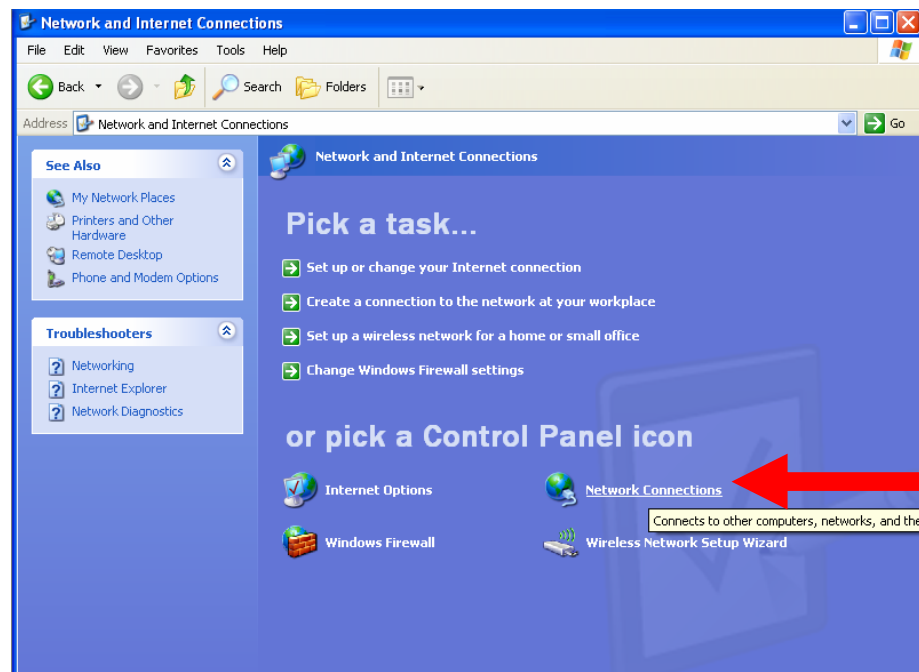 Network and Internet Connections
File Edit View Favorites Tools Help
Back Search Folders
Address Network and Internet Connections Go
See Also
My Network Places
Printers and Other
Hardware
Remote Desktop
Phone and Modem Options
Troubleshooters
Networking
Internet Explorer
Network Diagnostics
Network and Internet Connections
Pick a task...
Set up or change your Internet connection
Create a connection to the network at your workplace
Set up a wireless network for a home or small office
Change Windows Firewall settings
or pick a Control Panel icon
Internet Options Network Connections
Connects to other computers, networks, and the
Windows Firewall Wireless Network Setup Wizard